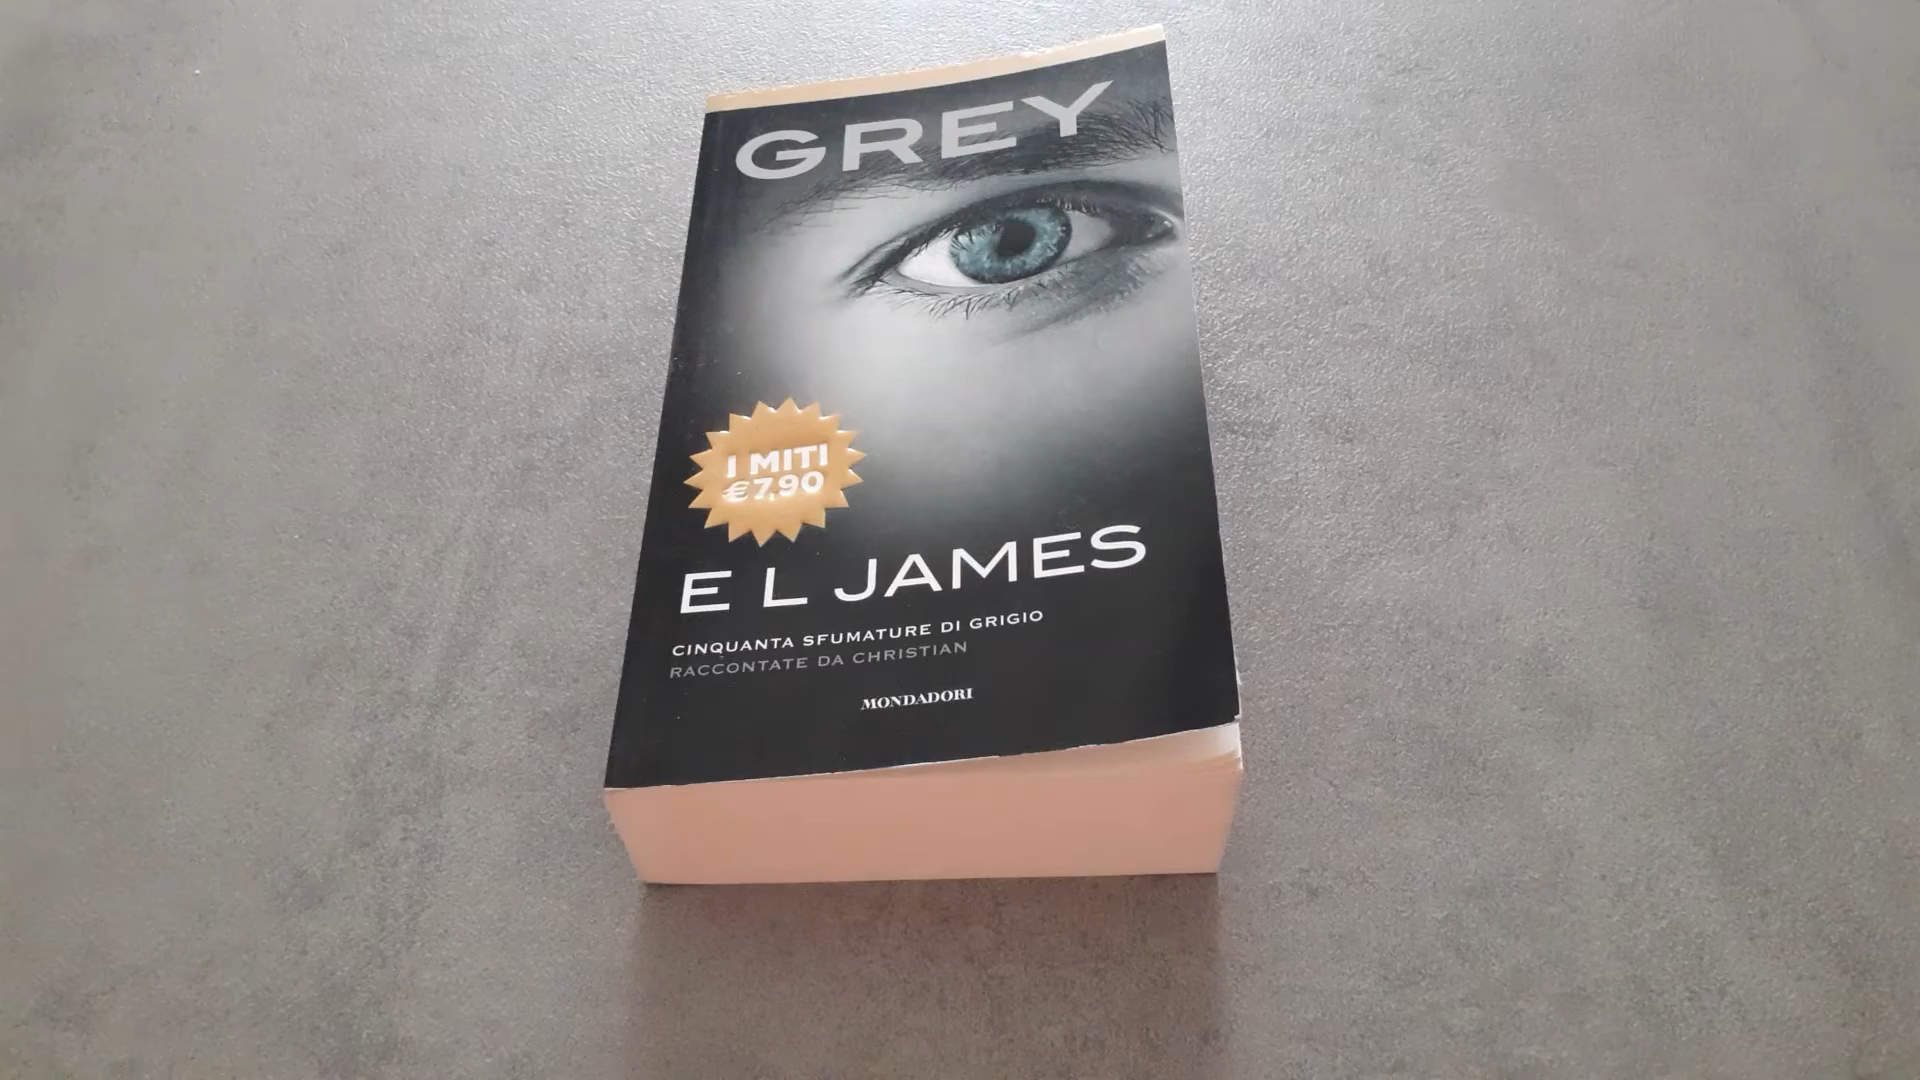 GREY
I MITI
€7,90
E L JAMES
CINQUANTA SFUMATURE DI GRIGIO
RACCONTATE DA CHRISTIAN
MONDADORI